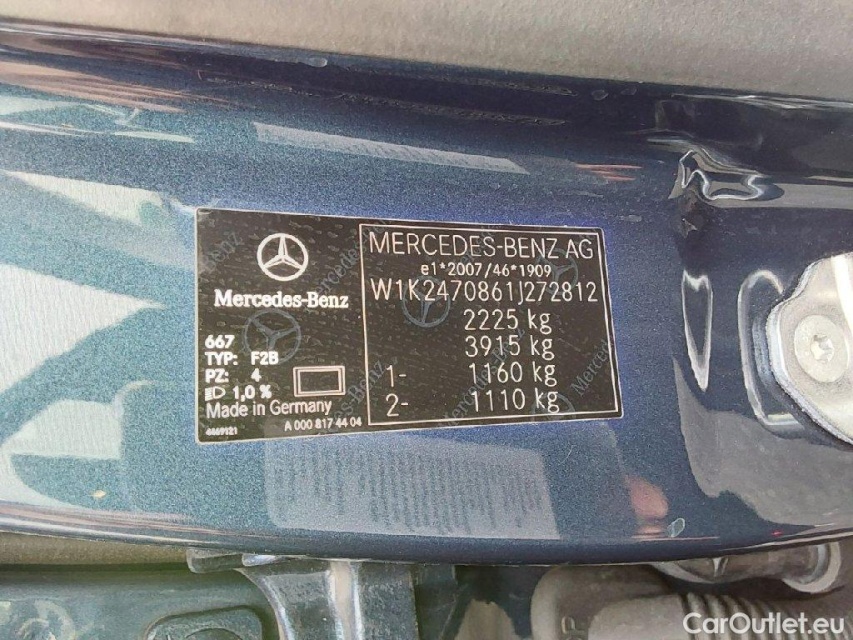 Mercedes-Benz
667
TYP: F2B
PZ: 4
1,0 %
Made in Germany
4469121
A 000 817 44 04
MERCEDES-BENZ AG
e1*2007/46*1909
W1K2470861J272812
2225 kg
3915 kg
1- 1160 kg
2- 1110 kg
CarOutlet.eu